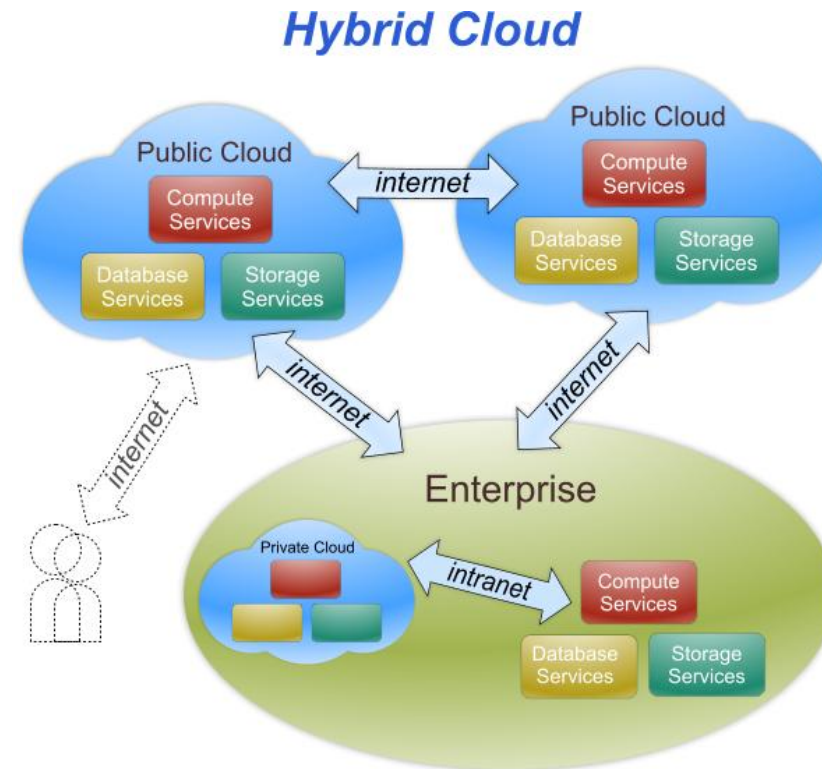 Hybrid Cloud
Public Cloud
Compute
Services
Database
Services
Storage
Services
internet
Public Cloud
Compute
Services
Database
Services
Storage
Services
internet
internet
internet
Enterprise
Private Cloud
intranet
Compute
Services
Database
Services
Storage
Services